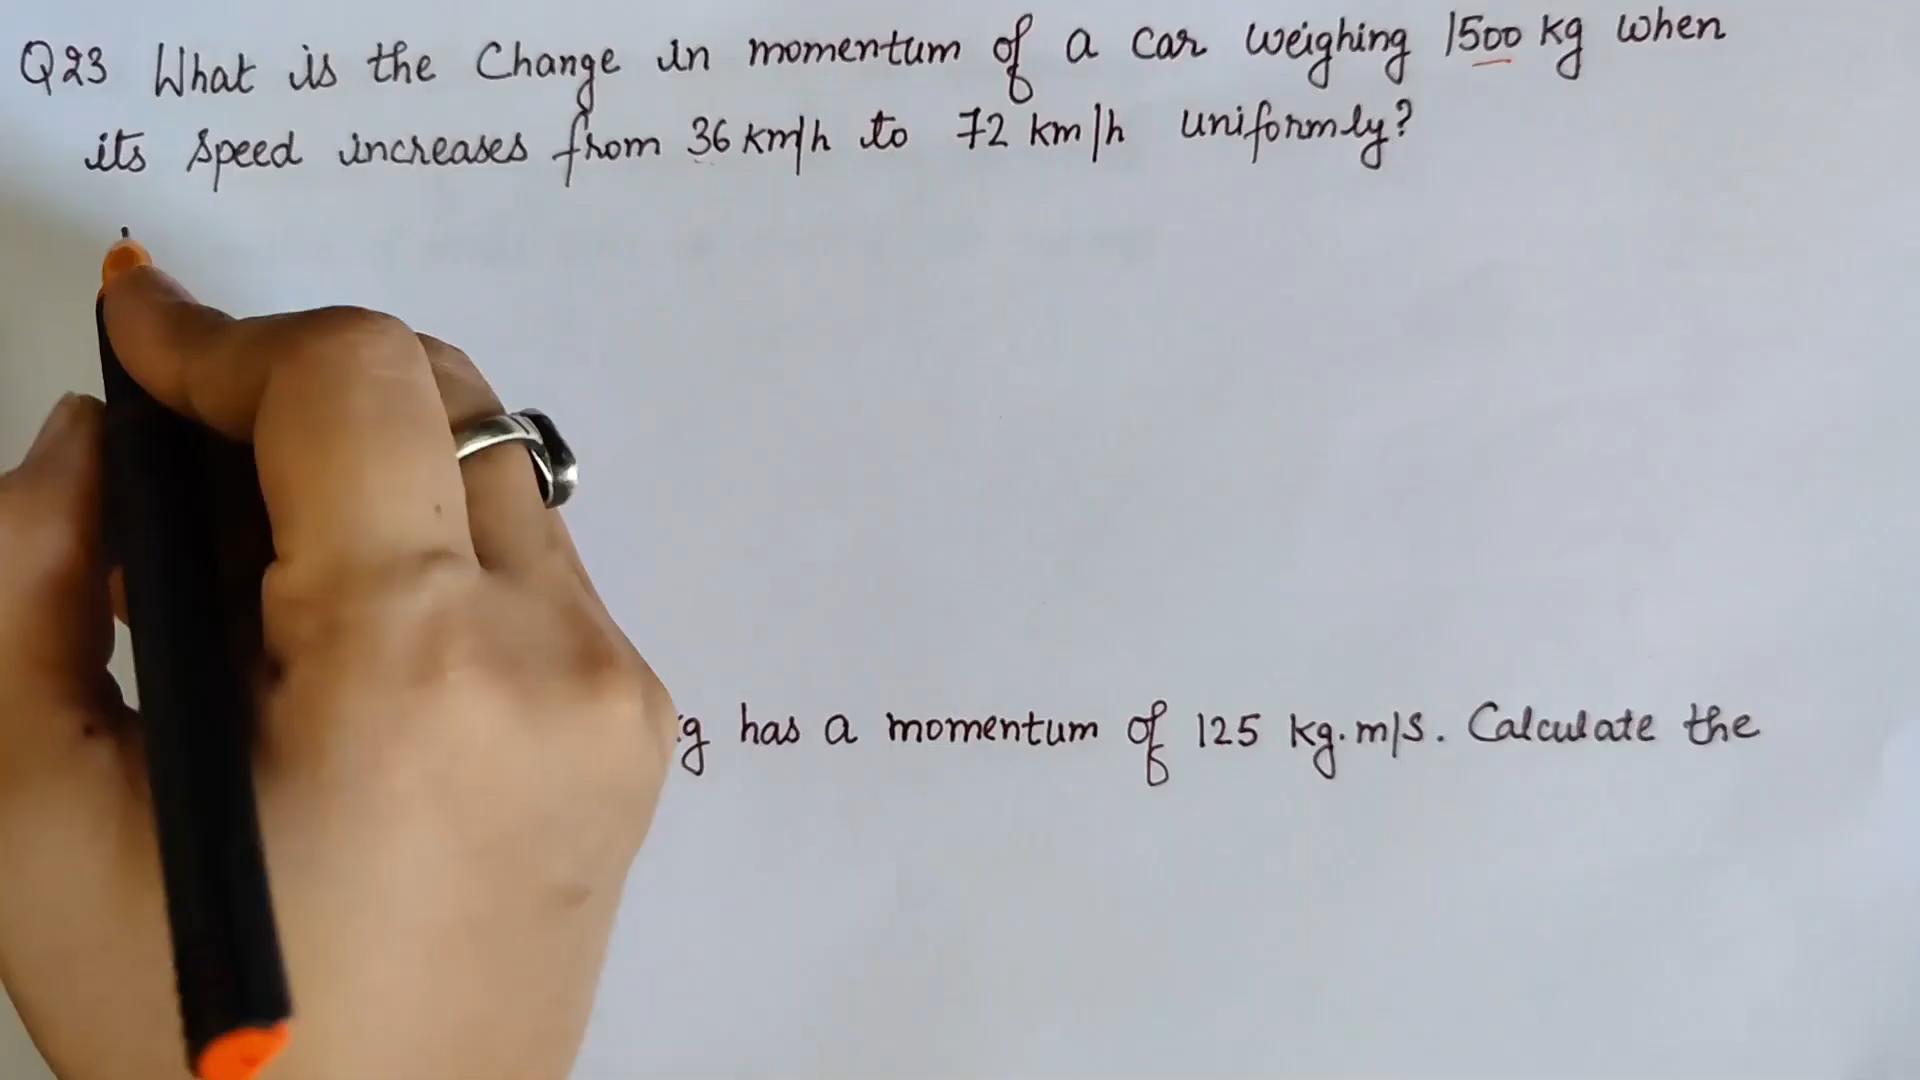 Q23 What is the Change in momentum of a car weighing 1500 kg when
its speed increases from 36 km/h to 72 km/h uniformly?
has a momentum of 125 kg.m/s. Calculate the